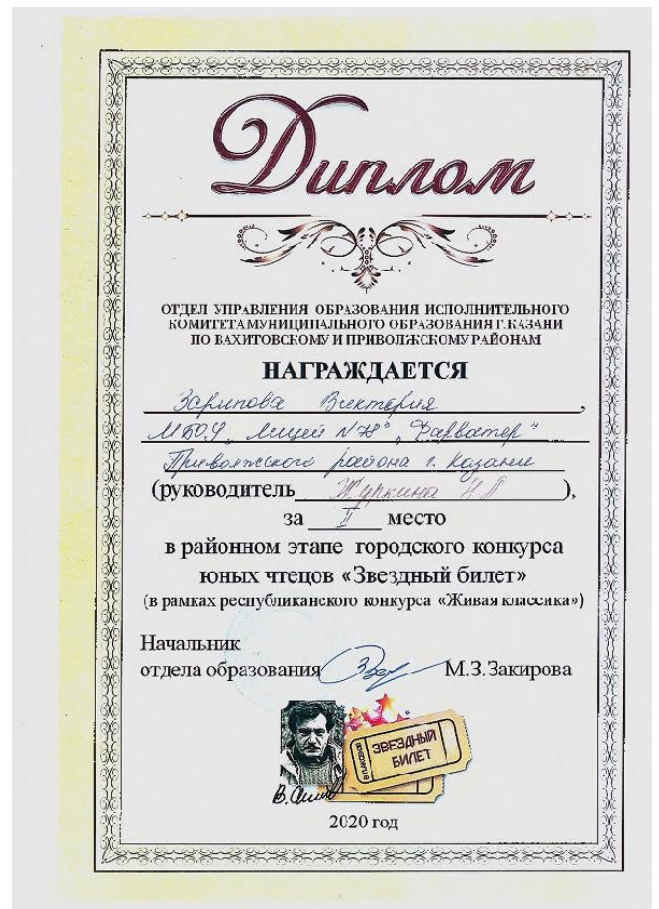 Диплом
ОТДЕЛ УПРАВЛЕНИЯ ОБРАЗОВАНИЯ ИСПОЛНИТЕЛЬНОГО
КОМИТЕТА МУНИЦИПАЛЬНОГО ОБРАЗОВАНИЯ Г. КАЗАНИ
ПО ВАХИТОВСКОМУ И ПРИВОЛЖСКОМУ РАЙОНАМ
НАГРАЖДАЕТСЯ
Зарипова Виктория,
МБОУ „Лицей N78" „Фарватер"
Приволжского района г. Казани
(руководитель Журкина Н П),
за II место
в районном этапе городского конкурса
юных чтецов «Звездный билет»
(в рамках республиканского конкурса «Живая классика»)
Начальник
отдела образования М.З.Закирова
ЗВЕЗДНЫЙ
БИЛЕТ
2020 год